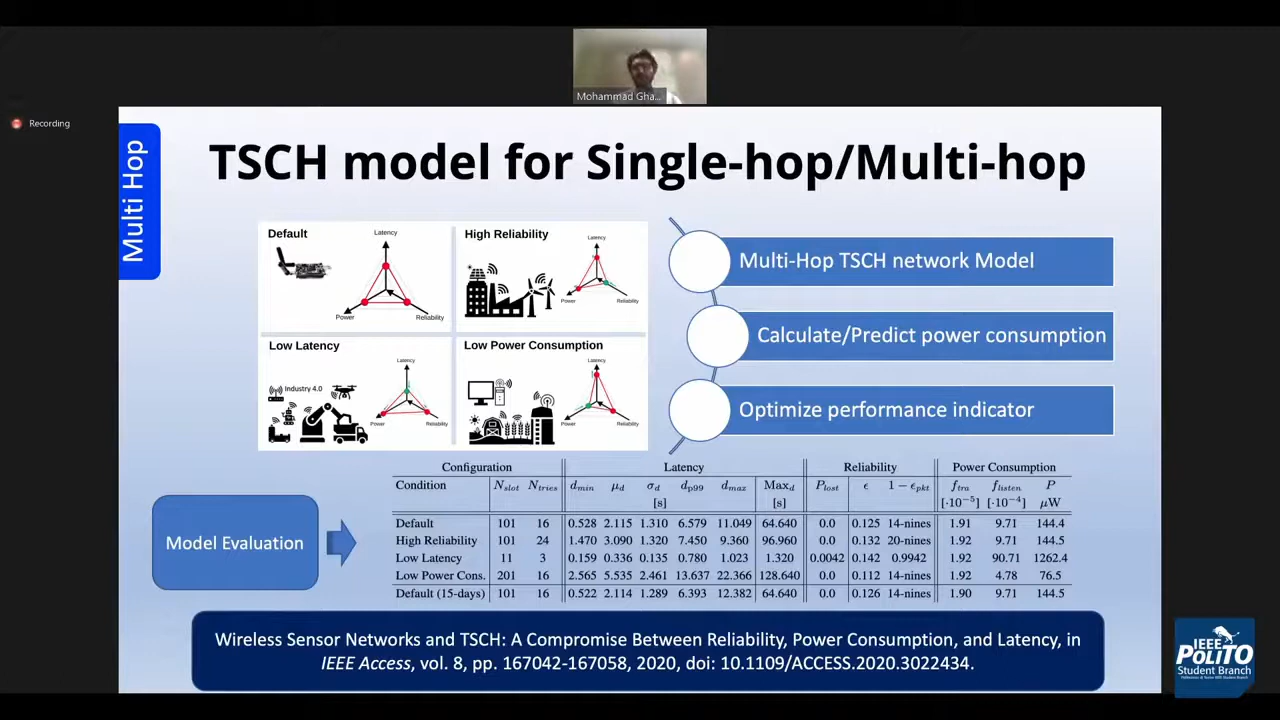 Mohammad Gha...
Recording
Multi Hop
TSCH model for Single-hop/Multi-hop
Default
Latency
Power
Reliability
High Reliability
Latency
Power
Reliability
Low Latency
Industry 4.0
Latency
Power
Reliability
Low Power Consumption
Latency
Power
Reliability
Multi-Hop TSCH network Model
Calculate/Predict power consumption
Optimize performance indicator
Model Evaluation
Configuration Latency Reliability Power Consumption
Condition N_slot N_tries d_min μ_d σ_d d_p99 d_max Max_d P_lost ϵ 1 − ϵ_pkt f_tra f_listen P
[s] [s] [·10⁻⁵] [·10⁻⁴] μW
Default 101 16 0.528 2.115 1.310 6.579 11.049 64.640 0.0 0.125 14-nines 1.91 9.71 144.4
High Reliability 101 24 1.470 3.090 1.320 7.450 9.360 96.960 0.0 0.132 20-nines 1.92 9.71 144.5
Low Latency 11 3 0.159 0.336 0.135 0.780 1.023 1.320 0.0042 0.142 0.9942 1.92 90.71 1262.4
Low Power Cons. 201 16 2.565 5.535 2.461 13.637 22.366 128.640 0.0 0.112 14-nines 1.92 4.78 76.5
Default (15-days) 101 16 0.522 2.114 1.289 6.393 12.382 64.640 0.0 0.126 14-nines 1.90 9.71 144.5
Wireless Sensor Networks and TSCH: A Compromise Between Reliability, Power Consumption, and Latency, in
IEEE Access, vol. 8, pp. 167042-167058, 2020, doi: 10.1109/ACCESS.2020.3022434.
IEEE
POLITO
Student Branch